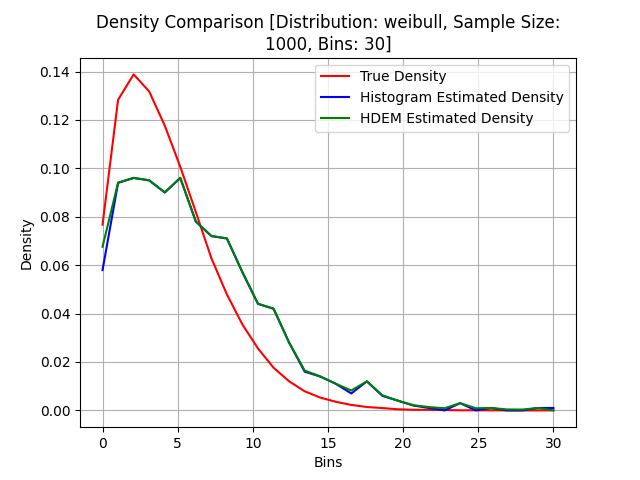 Density Comparison [Distribution: weibull, Sample Size:
1000, Bins: 30]
True Density
Histogram Estimated Density
HDEM Estimated Density
Density
0.14
0.12
0.10
0.08
0.06
0.04
0.02
0.00
0 5 10 15 20 25 30
Bins